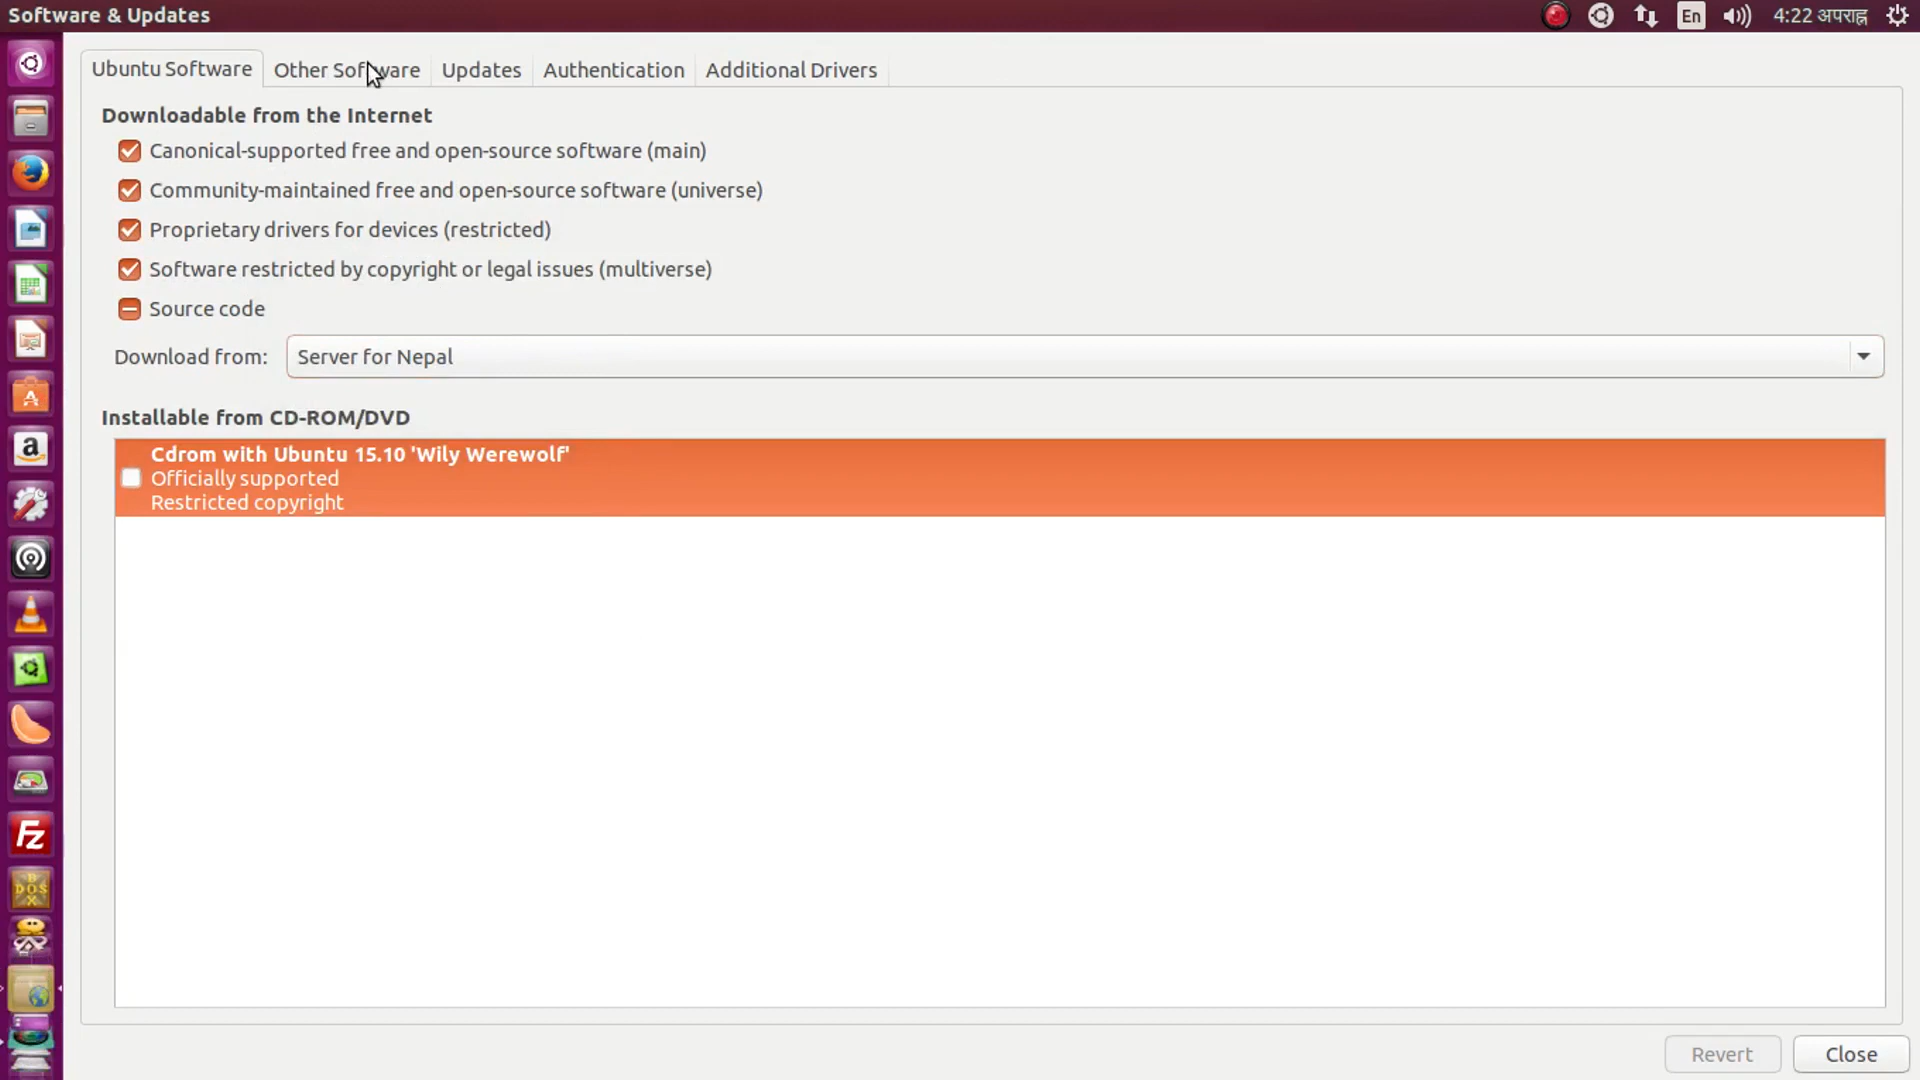 Software & Updates
En
4:22 अपराह्न
Ubuntu Software
Other Software
Updates
Authentication
Additional Drivers
Downloadable from the Internet
Canonical-supported free and open-source software (main)
Community-maintained free and open-source software (universe)
Proprietary drivers for devices (restricted)
Software restricted by copyright or legal issues (multiverse)
Source code
Download from:
Server for Nepal
Installable from CD-ROM/DVD
Cdrom with Ubuntu 15.10 'Wily Werewolf'
Officially supported
Restricted copyright
A
a
Fz
DOS
Revert
Close